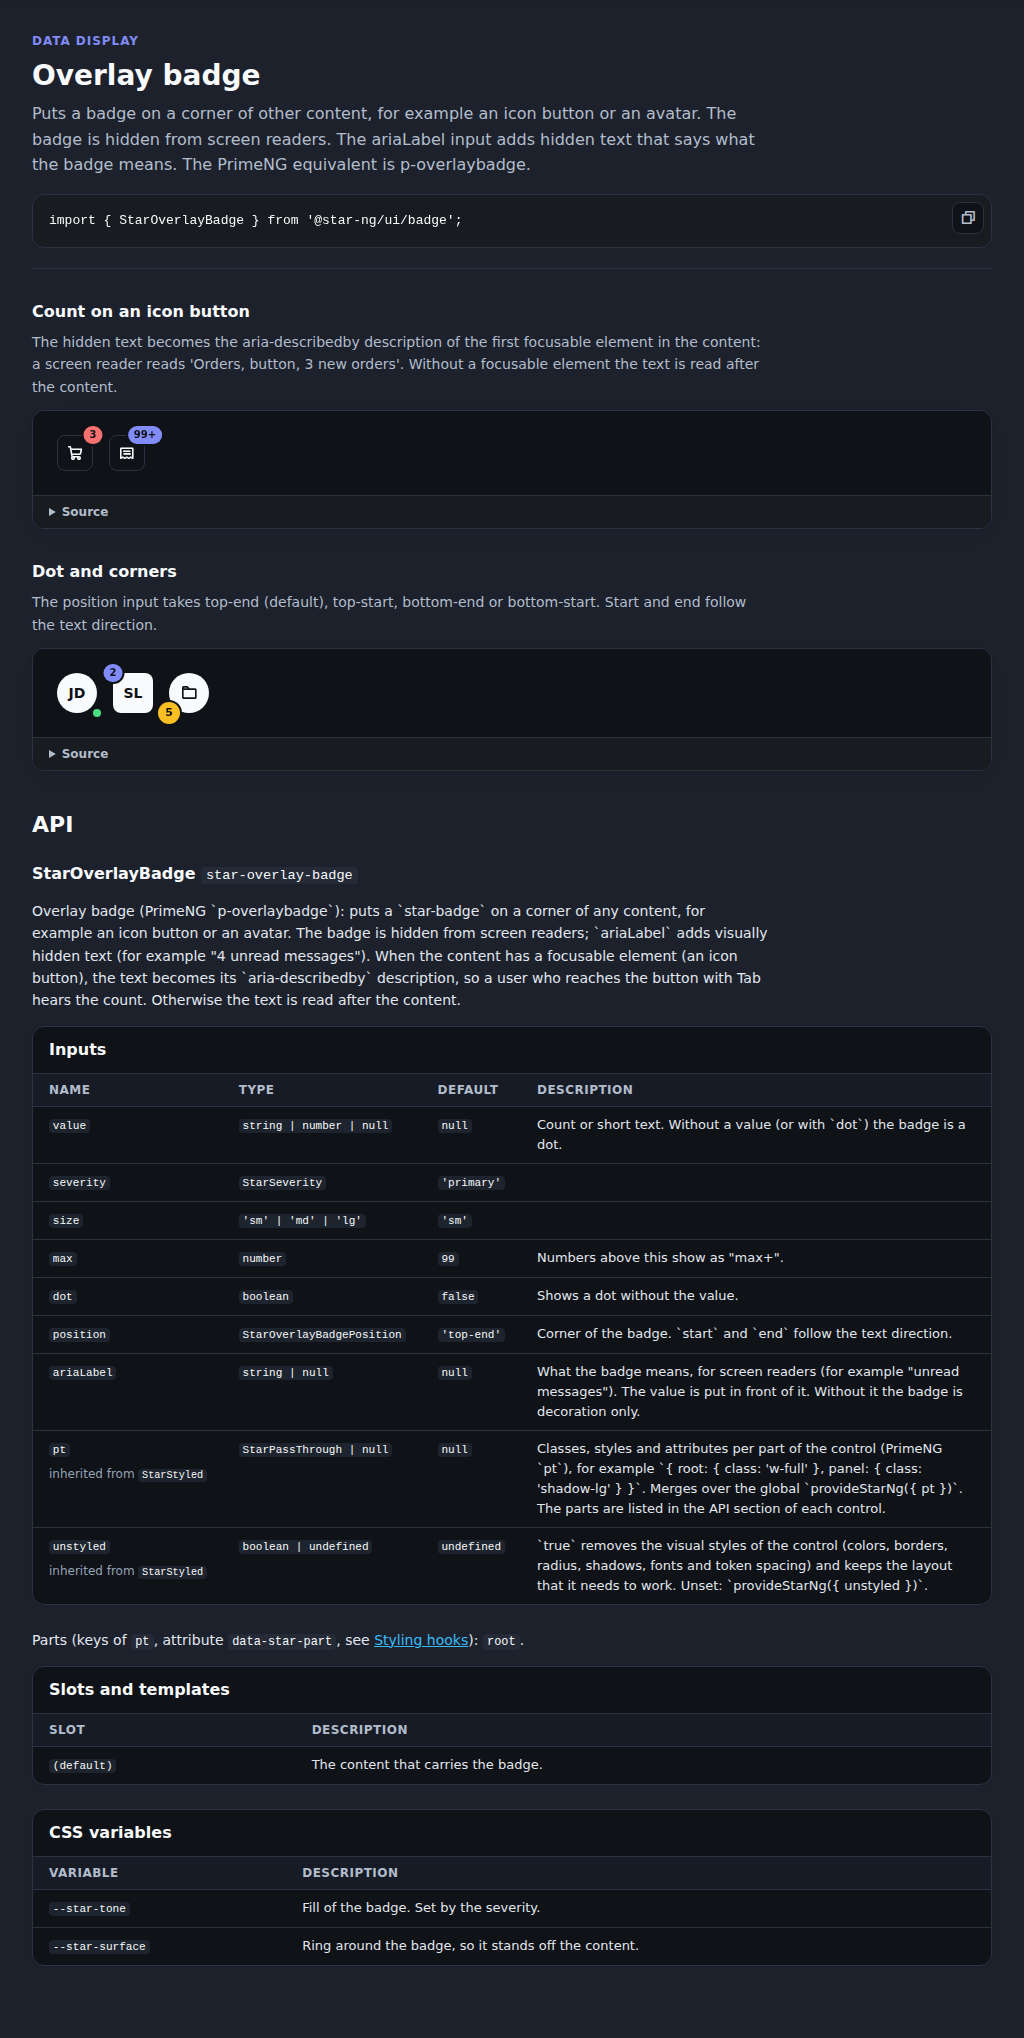 DATA DISPLAY
Overlay badge
Puts a badge on a corner of other content, for example an icon button or an avatar. The
badge is hidden from screen readers. The ariaLabel input adds hidden text that says what
the badge means. The PrimeNG equivalent is p-overlaybadge.
import { StarOverlayBadge } from '@star-ng/ui/badge';
Count on an icon button
The hidden text becomes the aria-describedby description of the first focusable element in the content:
a screen reader reads 'Orders, button, 3 new orders'. Without a focusable element the text is read after
the content.
3 99+
Source
Dot and corners
The position input takes top-end (default), top-start, bottom-end or bottom-start. Start and end follow
the text direction.
JD 2 SL 5
Source
API
StarOverlayBadge star-overlay-badge
Overlay badge (PrimeNG `p-overlaybadge`): puts a `star-badge` on a corner of any content, for
example an icon button or an avatar. The badge is hidden from screen readers; `ariaLabel` adds visually
hidden text (for example "4 unread messages"). When the content has a focusable element (an icon
button), the text becomes its `aria-describedby` description, so a user who reaches the button with Tab
hears the count. Otherwise the text is read after the content.
Inputs
NAME TYPE DEFAULT DESCRIPTION
value string | number | null null Count or short text. Without a value (or with `dot`) the badge is a
dot.
severity StarSeverity 'primary'
size 'sm' | 'md' | 'lg' 'sm'
max number 99 Numbers above this show as "max+".
dot boolean false Shows a dot without the value.
position StarOverlayBadgePosition 'top-end' Corner of the badge. `start` and `end` follow the text direction.
ariaLabel string | null null What the badge means, for screen readers (for example "unread
messages"). The value is put in front of it. Without it the badge is
decoration only.
pt StarPassThrough | null null Classes, styles and attributes per part of the control (PrimeNG
inherited from StarStyled `pt`), for example `{ root: { class: 'w-full' }, panel: { class:
'shadow-lg' } }`. Merges over the global `provideStarNg({ pt })`.
The parts are listed in the API section of each control.
unstyled boolean | undefined undefined `true` removes the visual styles of the control (colors, borders,
inherited from StarStyled radius, shadows, fonts and token spacing) and keeps the layout
that it needs to work. Unset: `provideStarNg({ unstyled })`.
Parts (keys of pt, attribute data-star-part, see Styling hooks): root.
Slots and templates
SLOT DESCRIPTION
(default) The content that carries the badge.
CSS variables
VARIABLE DESCRIPTION
--star-tone Fill of the badge. Set by the severity.
--star-surface Ring around the badge, so it stands off the content.